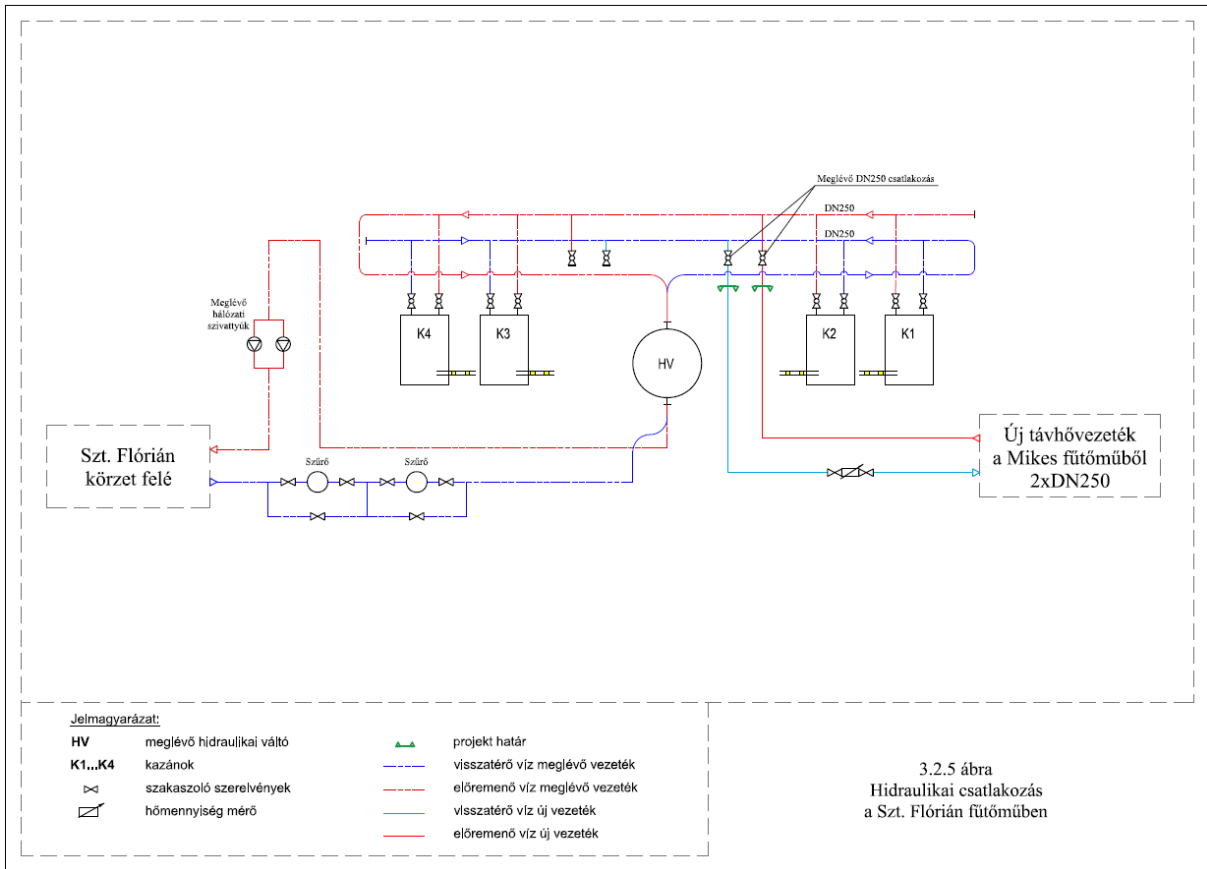 Meglévő DN250 csatlakozás
DN250
DN250
Meglévő
hálózati
szivattyúk
K4
K3
HV
K2
K1
Szt. Flórián
körzet felé
Szűrő
Szűrő
Új távhővezeték
a Mikes fűtőműből
2xDN250
Jelmagyarázat:
HV meglévő hidraulikai váltó
K1...K4 kazánok
szakaszoló szerelvények
hőmennyiség mérő
projekt határ
visszatérő víz meglévő vezeték
előremenő víz meglévő vezeték
visszatérő víz új vezeték
előremenő víz új vezeték
3.2.5 ábra
Hidraulikai csatlakozás
a Szt. Flórián fűtőműben